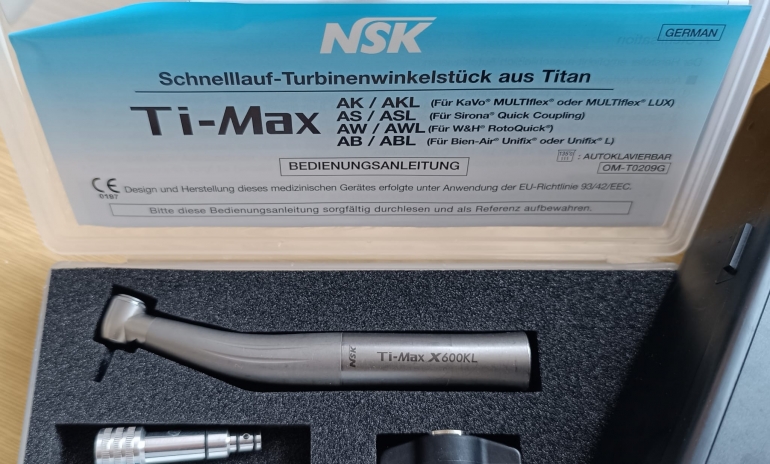 NSK
GERMAN
Schnelllauf-Turbinenwinkelstück aus Titan
Ti-Max
AK / AKL (Für KaVo® MULTIflex® oder MULTIflex® LUX)
AS / ASL (Für Sirona® Quick Coupling)
AW / AWL (Für W&H® RotoQuick®)
AB / ABL (Für Bien-Air® Unifix® oder Unifix® L)
: AUTOKLAVIERBAR
BEDIENUNGSANLEITUNG
OM-T0209G
CE 0197
Design und Herstellung dieses medizinischen Gerätes erfolgte unter Anwendung der EU-Richtlinie 93/42/EEC.
Bitte diese Bedienungsanleitung sorgfältig durchlesen und als Referenz aufbewahren.
NSK Ti-Max X600KL